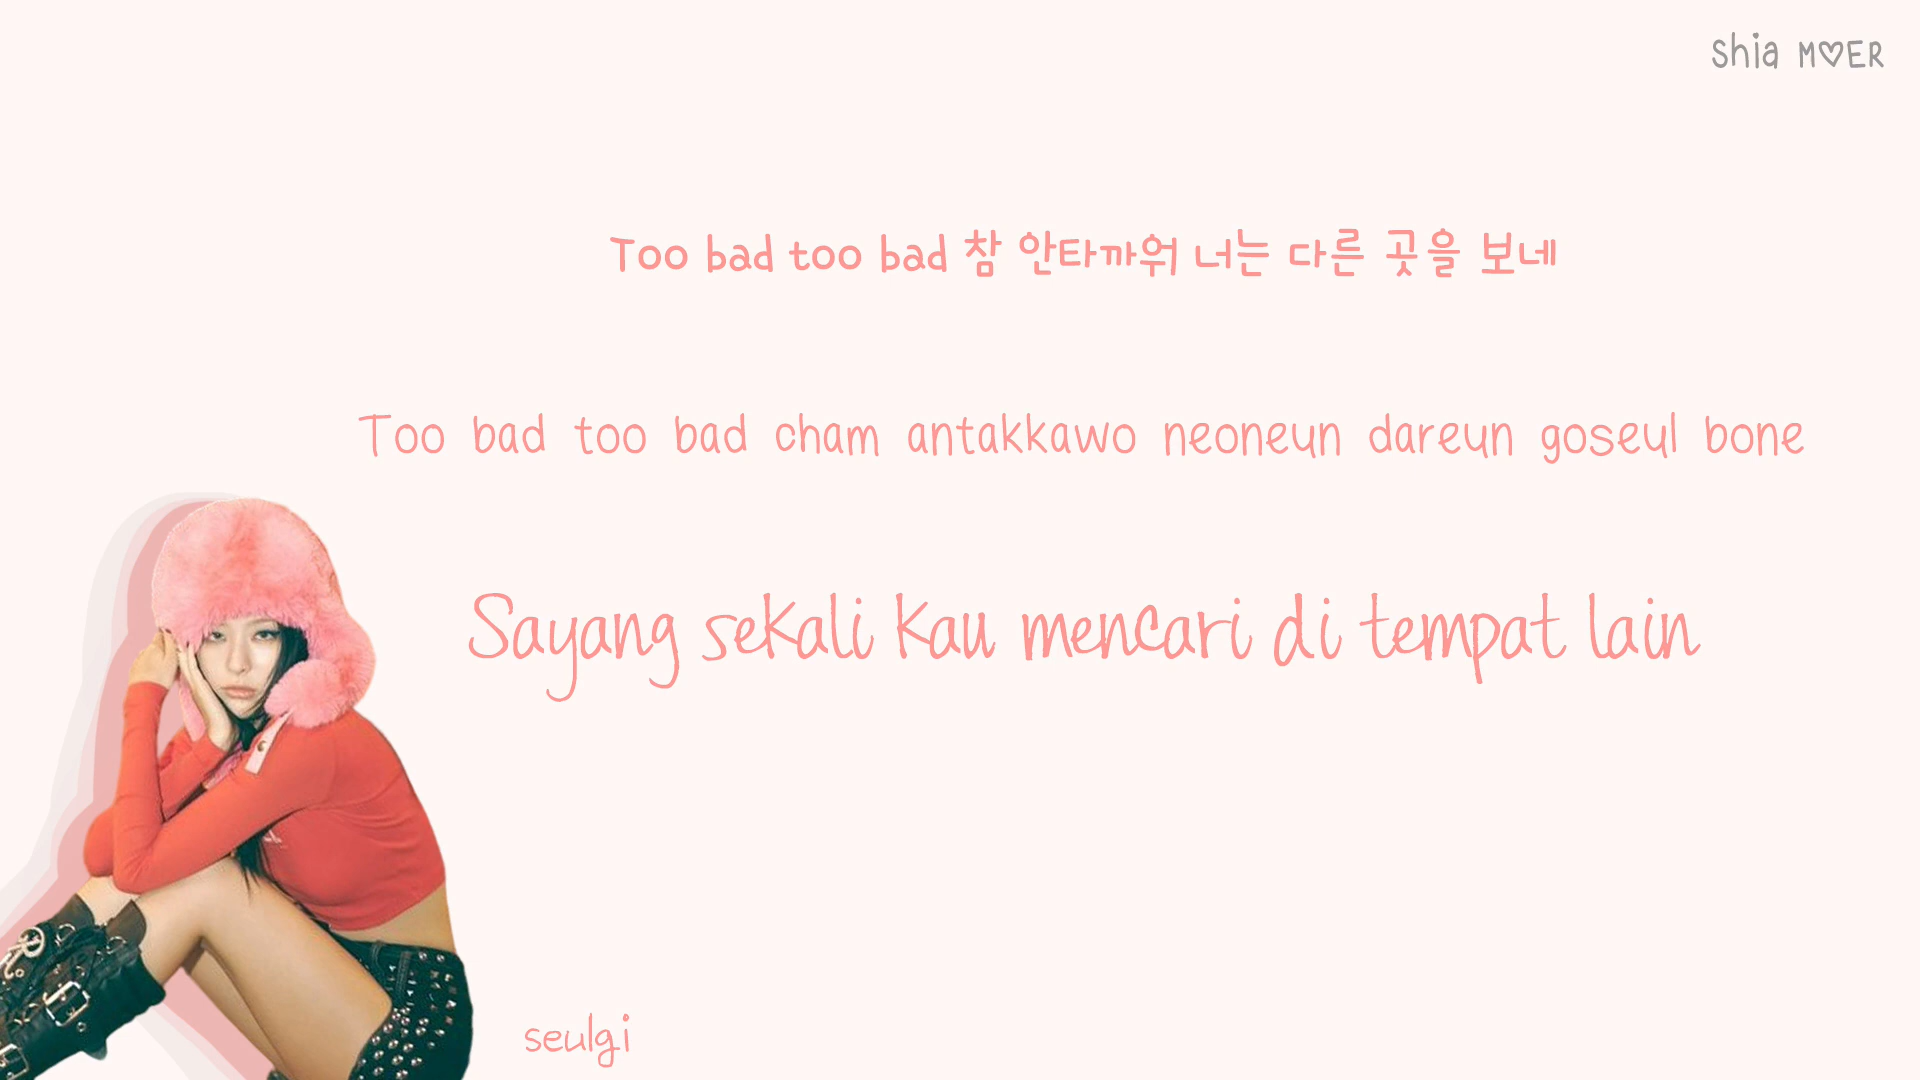 Shia M♡ER
Too bad too bad 참 안타까워 너는 다른 곳을 보네
Too bad too bad cham antakkawo neoneun dareun goseul bone
Sayang sekali kau mencari di tempat lain
seulgi